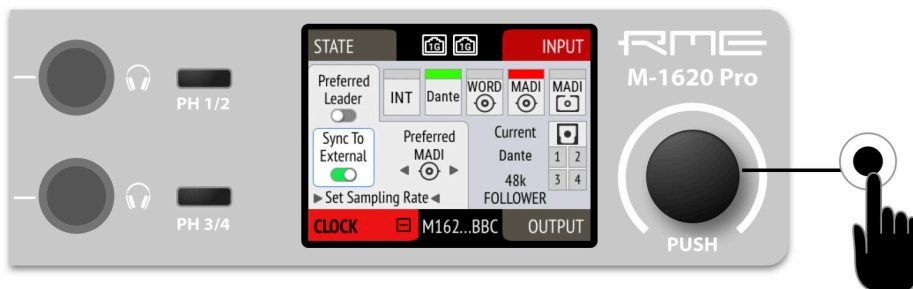 PH 1/2
PH 3/4
STATE
1G 1G
INPUT
Preferred
Leader
INT
Dante
WORD
MADI
MADI
Sync To
External
Preferred
MADI
Current
Dante
48k
FOLLOWER
1 2
3 4
Set Sampling Rate
CLOCK
M162...BBC
OUTPUT
RME
M-1620 Pro
PUSH